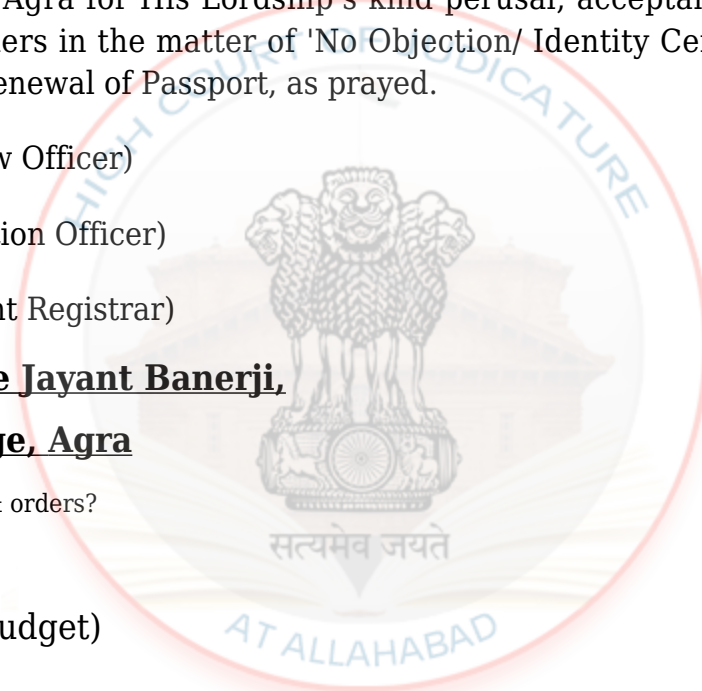 Agra for His Lordship's kind perusal, acceptan
ers in the matter of 'No Objection/ Identity Cer
enewal of Passport, as prayed.
w Officer)
ion Officer)
nt Registrar)
e Jayant Banerji,
ge, Agra
orders?
udget)
HIGH COURT OF JUDICATURE
सत्यमेव जयते
AT ALLAHABAD